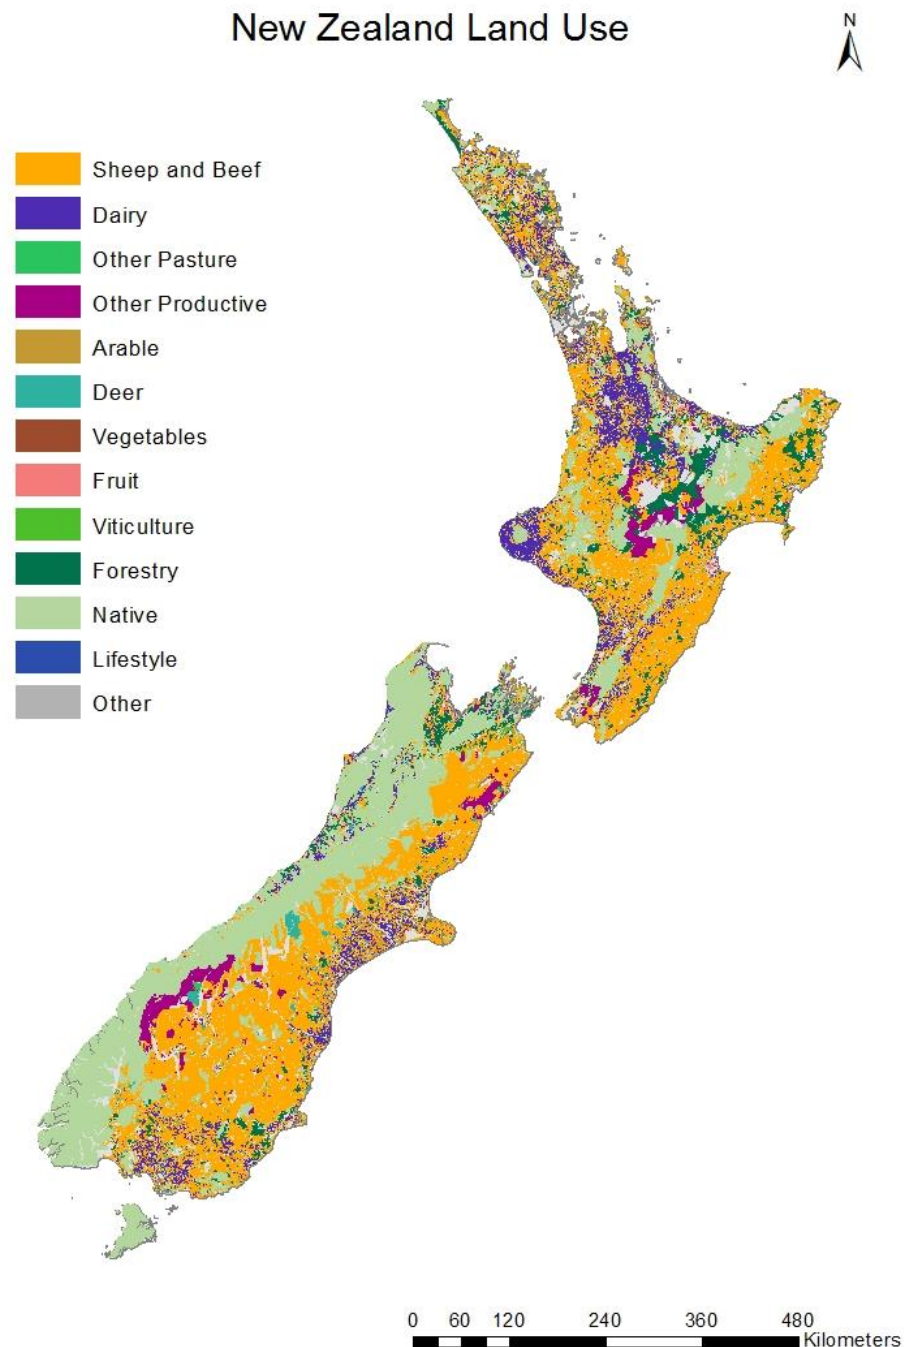 New Zealand Land Use
N
Sheep and Beef
Dairy
Other Pasture
Other Productive
Arable
Deer
Vegetables
Fruit
Viticulture
Forestry
Native
Lifestyle
Other
0 60 120 240 360 480
Kilometers